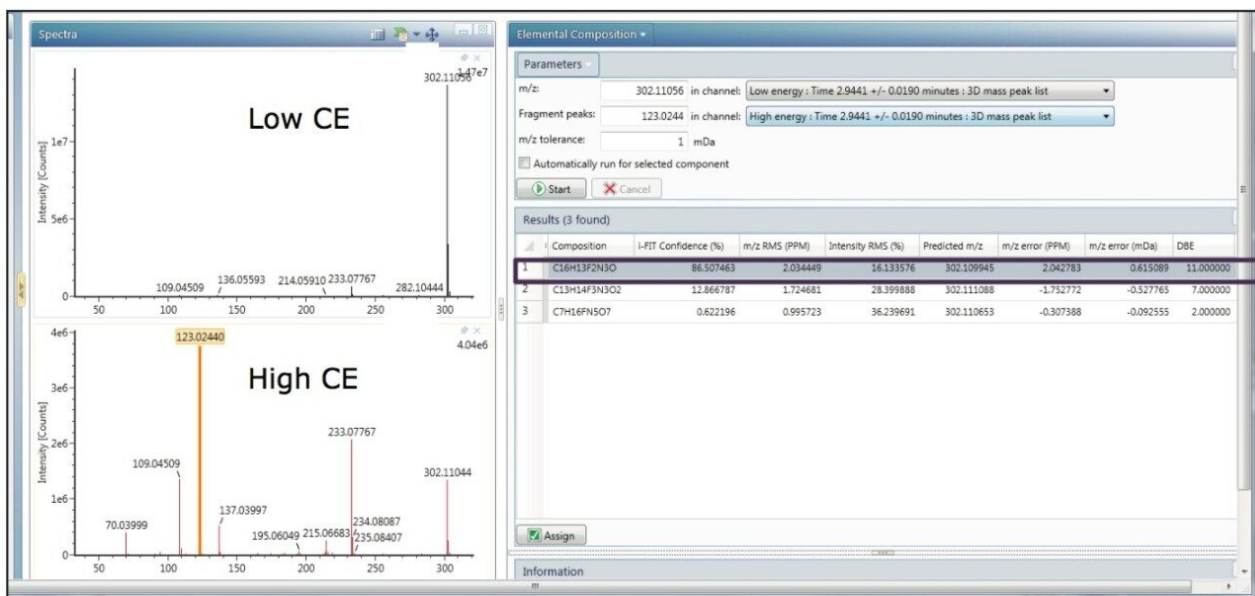 Spectra
302.11056
1.47e7
Low CE
Intensity [Counts]
1e7
5e6
0
109.04509
136.05593
214.05910
233.07767
282.10444
50 100 150 200 250 300
4e6
123.02440
4.04e6
High CE
Intensity [Counts]
3e6
2e6
1e6
0
233.07767
109.04509
302.11044
137.03997
70.03999
195.06049
215.06683
234.08087
235.08407
50 100 150 200 250 300
Elemental Composition
Parameters
m/z: 302.11056 in channel: Low energy : Time 2.9441 +/- 0.0190 minutes : 3D mass peak list
Fragment peaks: 123.0244 in channel: High energy : Time 2.9441 +/- 0.0190 minutes : 3D mass peak list
m/z tolerance: 1 mDa
Automatically run for selected component
Start Cancel
Results (3 found)
Composition i-FIT Confidence (%) m/z RMS (PPM) Intensity RMS (%) Predicted m/z m/z error (PPM) m/z error (mDa) DBE
1 C16H13F2N3O 86.507463 2.034449 16.133576 302.109945 2.042783 0.615089 11.000000
2 C13H14F3N3O2 12.866787 1.724681 28.399888 302.111088 -1.752772 -0.527765 7.000000
3 C7H16FN5O7 0.622196 0.995723 36.239691 302.110653 -0.307388 -0.092555 2.000000
Assign
Information